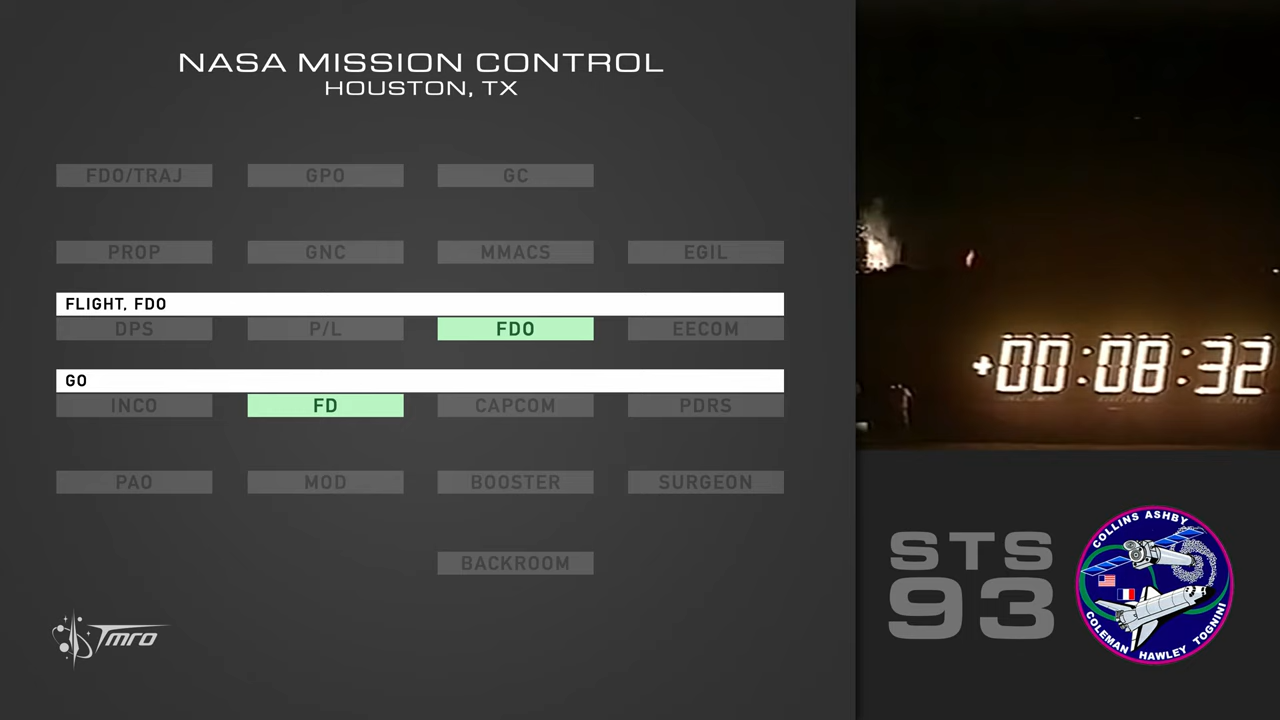 NASA MISSION CONTROL
HOUSTON, TX
FDO/TRAJ GPO GC
PROP GNC MMACS EGIL
FLIGHT, FDO
DPS P/L FDO EECOM
GO
INCO FD CAPCOM PDRS
PAO MOD BOOSTER SURGEON
BACKROOM
TMRO
+00:08:32
STS
93
COLLINS ASHBY
COLEMAN HAWLEY TOGNINI